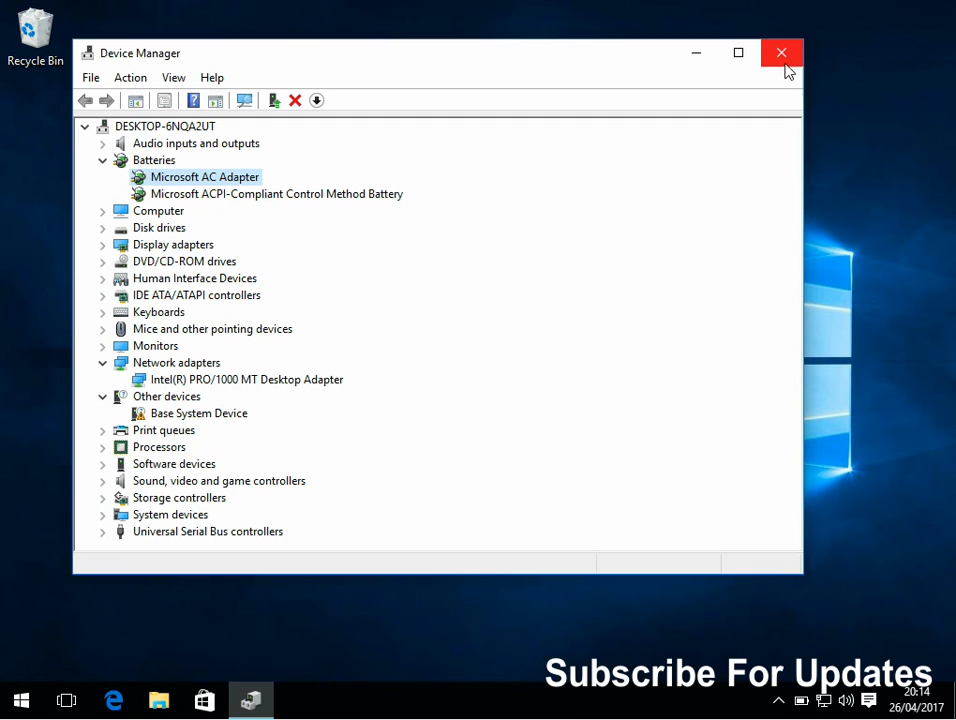 Recycle Bin
Device Manager
File Action View Help
DESKTOP-6NQA2UT
Audio inputs and outputs
Batteries
Microsoft AC Adapter
Microsoft ACPI-Compliant Control Method Battery
Computer
Disk drives
Display adapters
DVD/CD-ROM drives
Human Interface Devices
IDE ATA/ATAPI controllers
Keyboards
Mice and other pointing devices
Monitors
Network adapters
Intel(R) PRO/1000 MT Desktop Adapter
Other devices
Base System Device
Print queues
Processors
Software devices
Sound, video and game controllers
Storage controllers
System devices
Universal Serial Bus controllers
Subscribe For Updates
20:14
26/04/2017